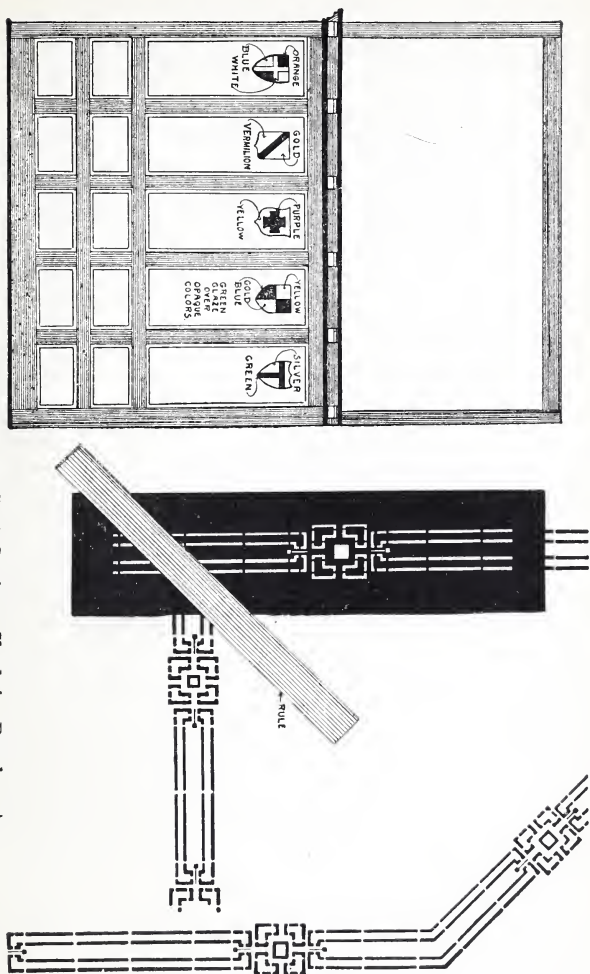 ORANGE
BLUE
WHITE
GOLD
VERMILION
PURPLE
YELLOW
YELLOW
GOLD
BLUE
GREEN
GLAZE
OVER
OPAQUE
COLORS
SILVER
GREEN
RULE